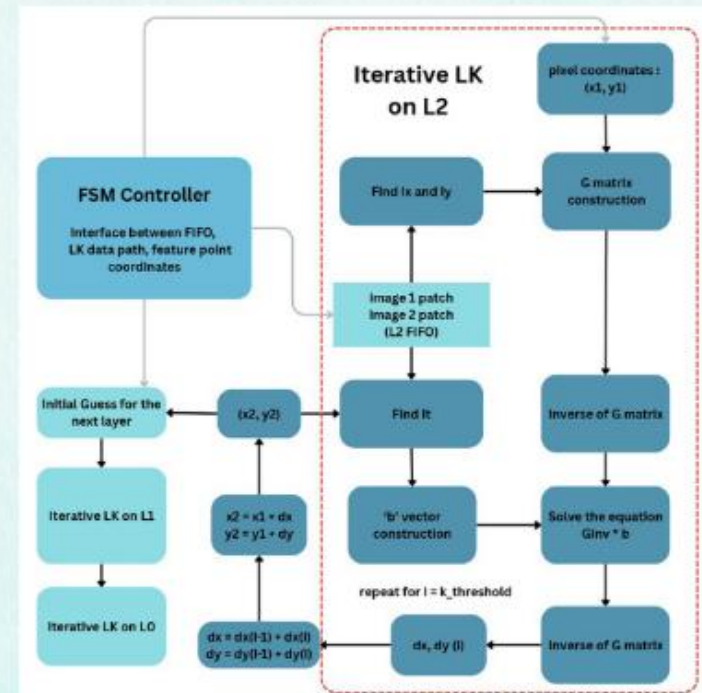 Iterative LK
on L2
pixel coordinates :
(x1, y1)
FSM Controller
Interface between FIFO,
LK data path, feature point
coordinates
Find Ix and Iy
G matrix
construction
Image 1 patch
Image 2 patch
(L2 FIFO)
Initial Guess for the
next layer
(x2, y2)
Find It
Inverse of G matrix
Iterative LK on L1
x2 = x1 + dx
y2 = y1 + dy
'b' vector
construction
Solve the equation
Ginv * b
repeat for i = k_threshold
Iterative LK on L0
dx = dx(i-1) + dx(i)
dy = dy(i-1) + dy(i)
dx, dy (i)
Inverse of G matrix